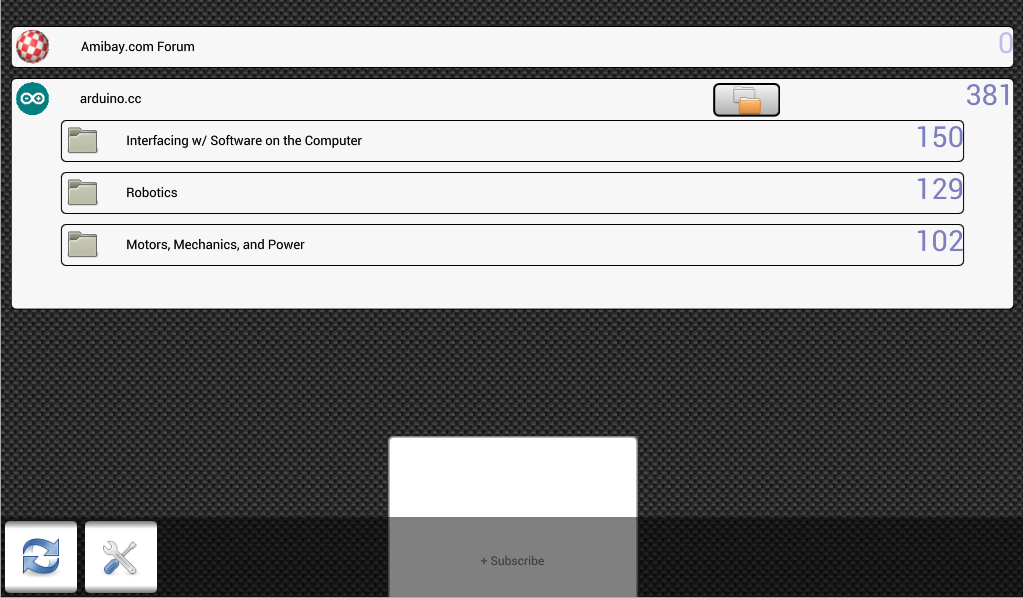 Amibay.com Forum
0
arduino.cc
381
Interfacing w/ Software on the Computer
150
Robotics
129
Motors, Mechanics, and Power
102
+ Subscribe